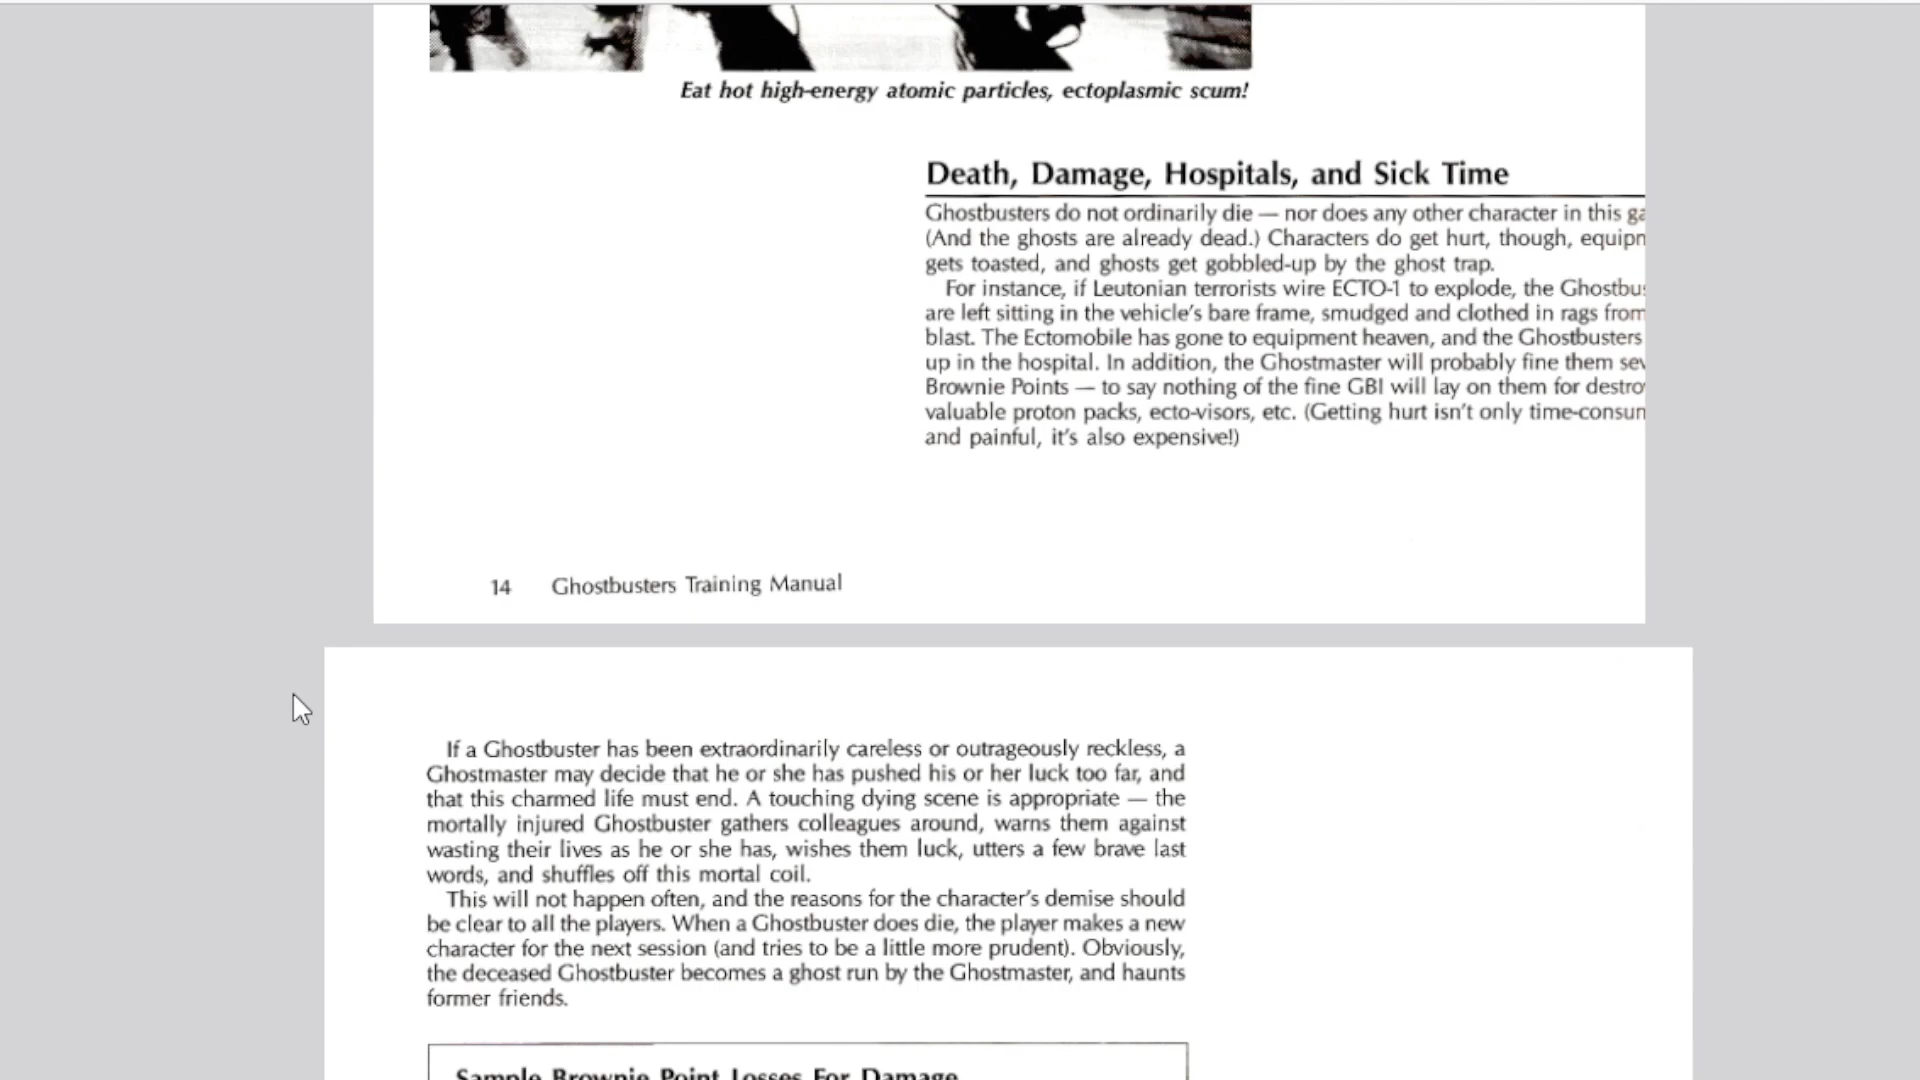 Eat hot high-energy atomic particles, ectoplasmic scum!
Death, Damage, Hospitals, and Sick Time
Ghostbusters do not ordinarily die — nor does any other character in this
(And the ghosts are already dead.) Characters do get hurt, though,
gets toasted, and ghosts get gobbled-up by the ghost trap.
For instance, if Leutonian terrorists wire ECTO-1 to explode, the
are left sitting in the vehicle's bare frame, smudged and clothed in rags from
blast. The Ectomobile has gone to equipment heaven, and the Ghostbusters
up in the hospital. In addition, the Ghostmaster will probably fine them
Brownie Points — to say nothing of the fine GBI will lay on them for
valuable proton packs, ecto-visors, etc. (Getting hurt isn't only
and painful, it's also expensive!)
14 Ghostbusters Training Manual
If a Ghostbuster has been extraordinarily careless or outrageously reckless, a
Ghostmaster may decide that he or she has pushed his or her luck too far, and
that this charmed life must end. A touching dying scene is appropriate — the
mortally injured Ghostbuster gathers colleagues around, warns them against
wasting their lives as he or she has, wishes them luck, utters a few brave last
words, and shuffles off this mortal coil.
This will not happen often, and the reasons for the character's demise should
be clear to all the players. When a Ghostbuster does die, the player makes a new
character for the next session (and tries to be a little more prudent). Obviously,
the deceased Ghostbuster becomes a ghost run by the Ghostmaster, and haunts
former friends.
Sample Brownie Point Losses For Damage